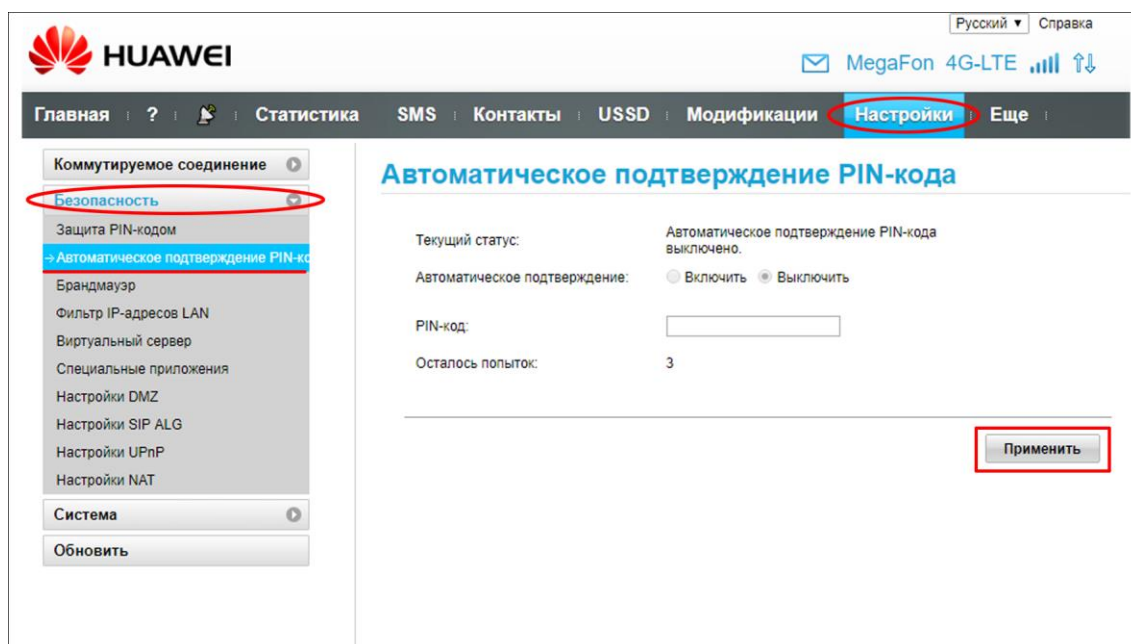 Русский ▼ Справка
HUAWEI
MegaFon 4G-LTE
Главная ? Статистика SMS Контакты USSD Модификации Настройки Еще
Коммутируемое соединение
Безопасность
Защита PIN-кодом
→Автоматическое подтверждение PIN-ко
Брандмауэр
Фильтр IP-адресов LAN
Виртуальный сервер
Специальные приложения
Настройки DMZ
Настройки SIP ALG
Настройки UPnP
Настройки NAT
Система
Обновить
Автоматическое подтверждение PIN-кода
Текущий статус: Автоматическое подтверждение PIN-кода
выключено.
Автоматическое подтверждение: Включить Выключить
PIN-код:
Осталось попыток: 3
Применить